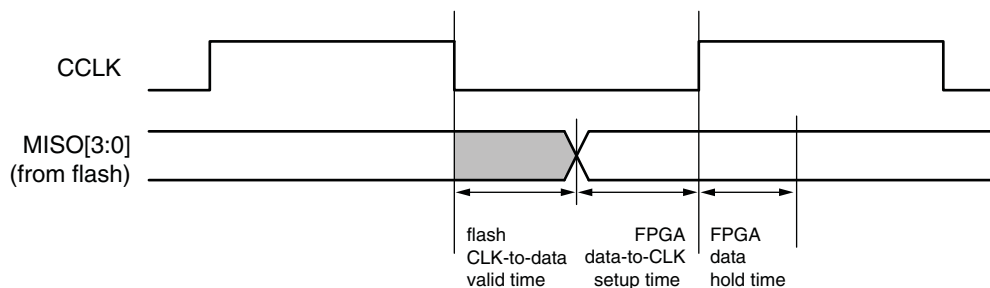 CCLK
MISO[3:0]
(from flash)
flash
CLK-to-data
valid time
FPGA
data-to-CLK
setup time
FPGA
data
hold time